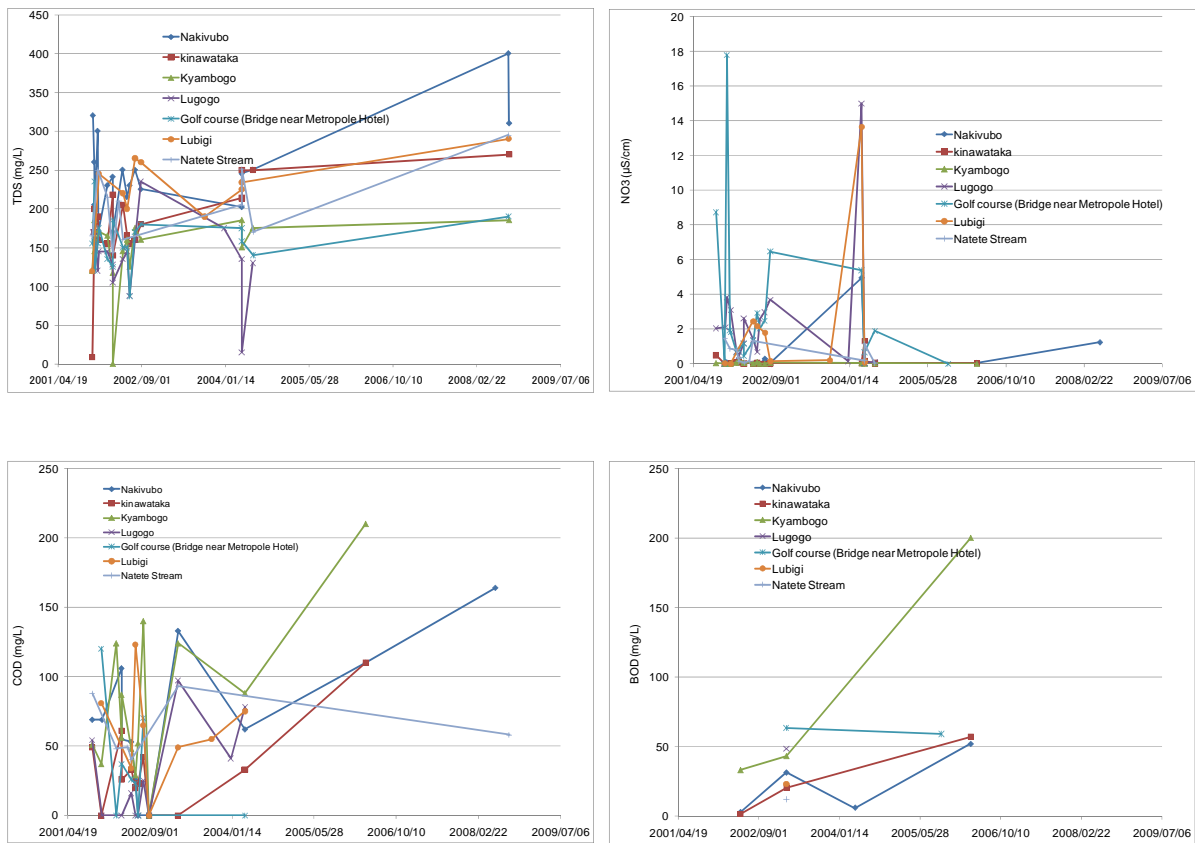 450
400
350
300
250
200
150
100
50
0
TDS (mg/L)
Nakivubo
kinawataka
Kyambogo
Lugogo
Golf course (Bridge near Metropole Hotel)
Lubigi
Natete Stream
2001/04/19 2002/09/01 2004/01/14 2005/05/28 2006/10/10 2008/02/22 2009/07/06
20
18
16
14
12
10
8
6
4
2
0
NO3 (µS/cm)
Nakivubo
kinawataka
Kyambogo
Lugogo
Golf course (Bridge near Metropole Hotel)
Lubigi
Natete Stream
2001/04/19 2002/09/01 2004/01/14 2005/05/28 2006/10/10 2008/02/22 2009/07/06
250
200
150
100
50
0
COD (mg/L)
Nakivubo
kinawataka
Kyambogo
Lugogo
Golf course (Bridge near Metropole Hotel)
Lubigi
Natete Stream
2001/04/19 2002/09/01 2004/01/14 2005/05/28 2006/10/10 2008/02/22 2009/07/06
250
200
150
100
50
0
BOD (mg/L)
Nakivubo
kinawataka
Kyambogo
Lugogo
Golf course (Bridge near Metropole Hotel)
Lubigi
Natete Stream
2001/04/19 2002/09/01 2004/01/14 2005/05/28 2006/10/10 2008/02/22 2009/07/06